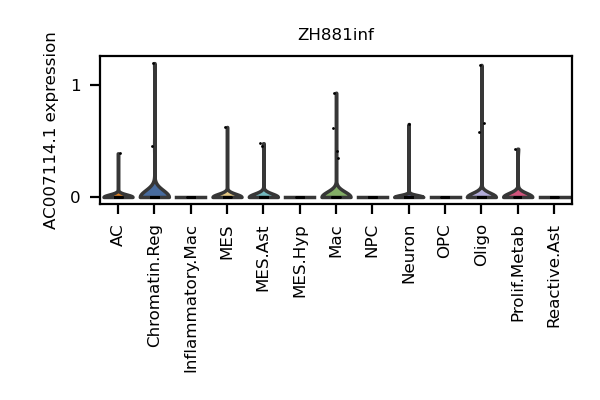 ZH881inf
AC007114.1 expression
1
0
AC
Chromatin.Reg
Inflammatory.Mac
MES
MES.Ast
MES.Hyp
Mac
NPC
Neuron
OPC
Oligo
Prolif.Metab
Reactive.Ast